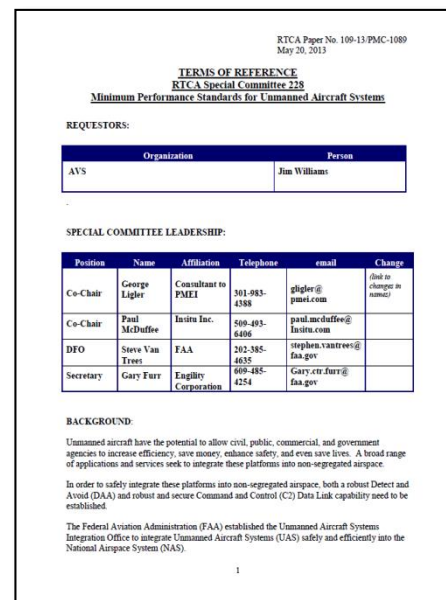 RTCA Paper No. 109-13/PMC-1089
May 20, 2013
TERMS OF REFERENCE
RTCA Special Committee 228
Minimum Performance Standards for Unmanned Aircraft Systems
REQUESTORS:
Organization Person
AVS Jim Williams
.
SPECIAL COMMITTEE LEADERSHIP:
Position Name Affiliation Telephone email Change
Co-Chair George Ligler Consultant to PMEI 301-983-4388 gligler@pmei.com (link to changes in names)
Co-Chair Paul McDuffee Insitu Inc. 509-493-6406 paul.mcduffee@Insitu.com
DFO Steve Van Trees FAA 202-385-4635 stephen.vantrees@faa.gov
Secretary Gary Furr Engility Corporation 609-485-4254 Gary.ctr.furr@faa.gov
BACKGROUND:
Unmanned aircraft have the potential to allow civil, public, commercial, and government
agencies to increase efficiency, save money, enhance safety, and even save lives. A broad range
of applications and services seek to integrate these platforms into non-segregated airspace.
In order to safely integrate these platforms into non-segregated airspace, both a robust Detect and
Avoid (DAA) and robust and secure Command and Control (C2) Data Link capability need to be
established.
The Federal Aviation Administration (FAA) established the Unmanned Aircraft Systems
Integration Office to integrate Unmanned Aircraft Systems (UAS) safely and efficiently into the
National Airspace System (NAS).
1